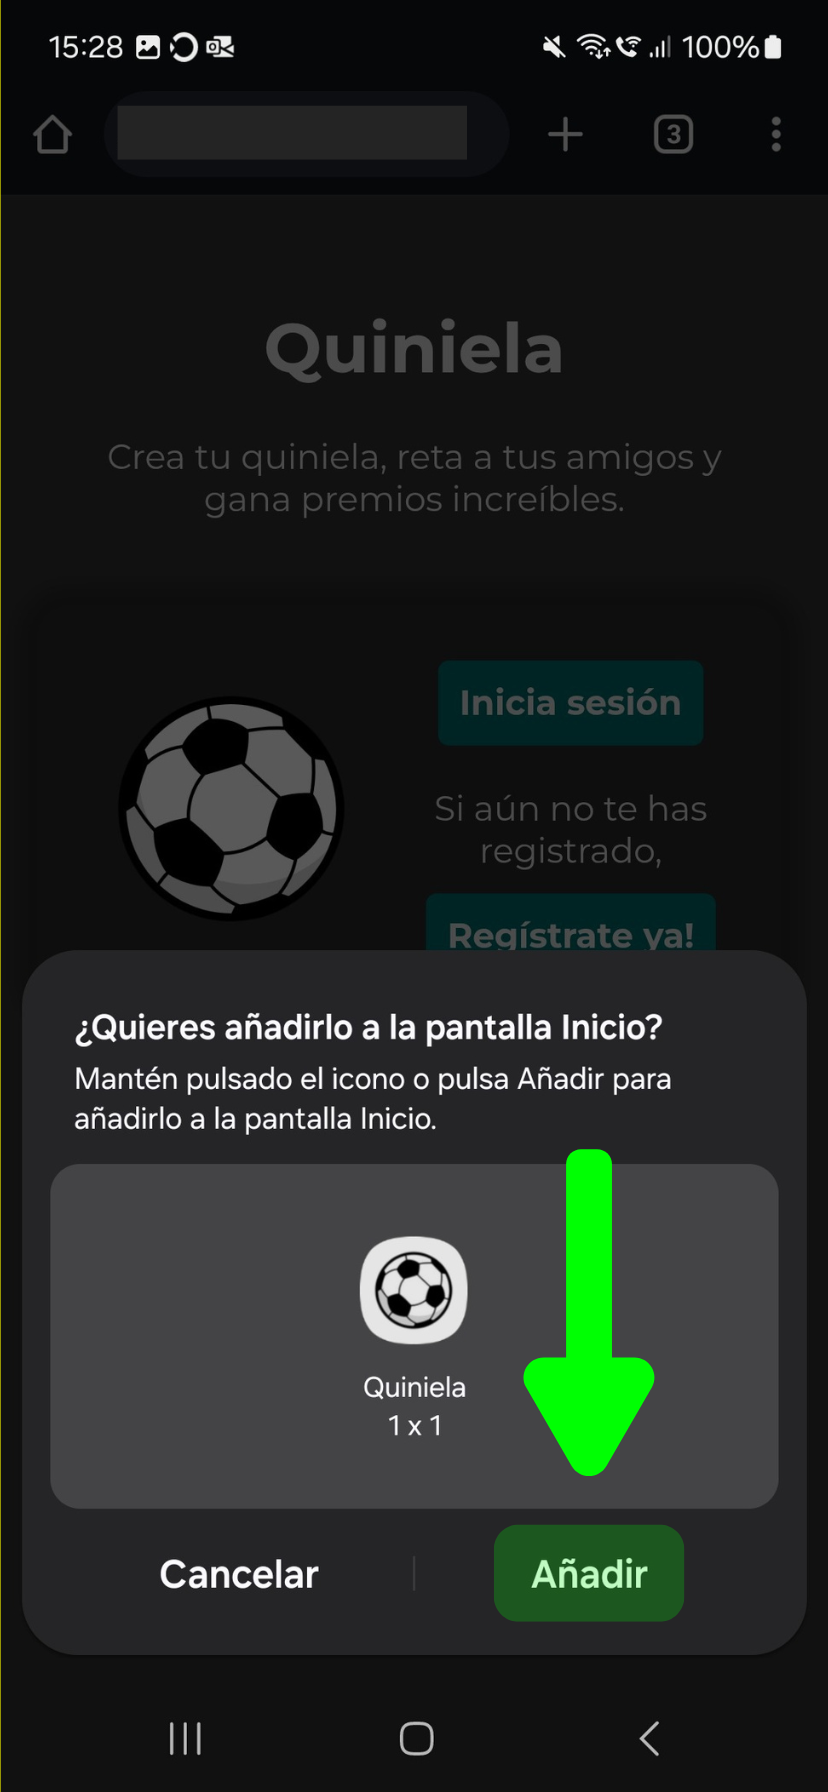 15:28
100%
3
Quiniela
Crea tu quiniela, reta a tus amigos y
gana premios increíbles.
Inicia sesión
Si aún no te has
registrado,
Regístrate ya!
¿Quieres añadirlo a la pantalla Inicio?
Mantén pulsado el icono o pulsa Añadir para
añadirlo a la pantalla Inicio.
Quiniela
1 x 1
Cancelar
Añadir